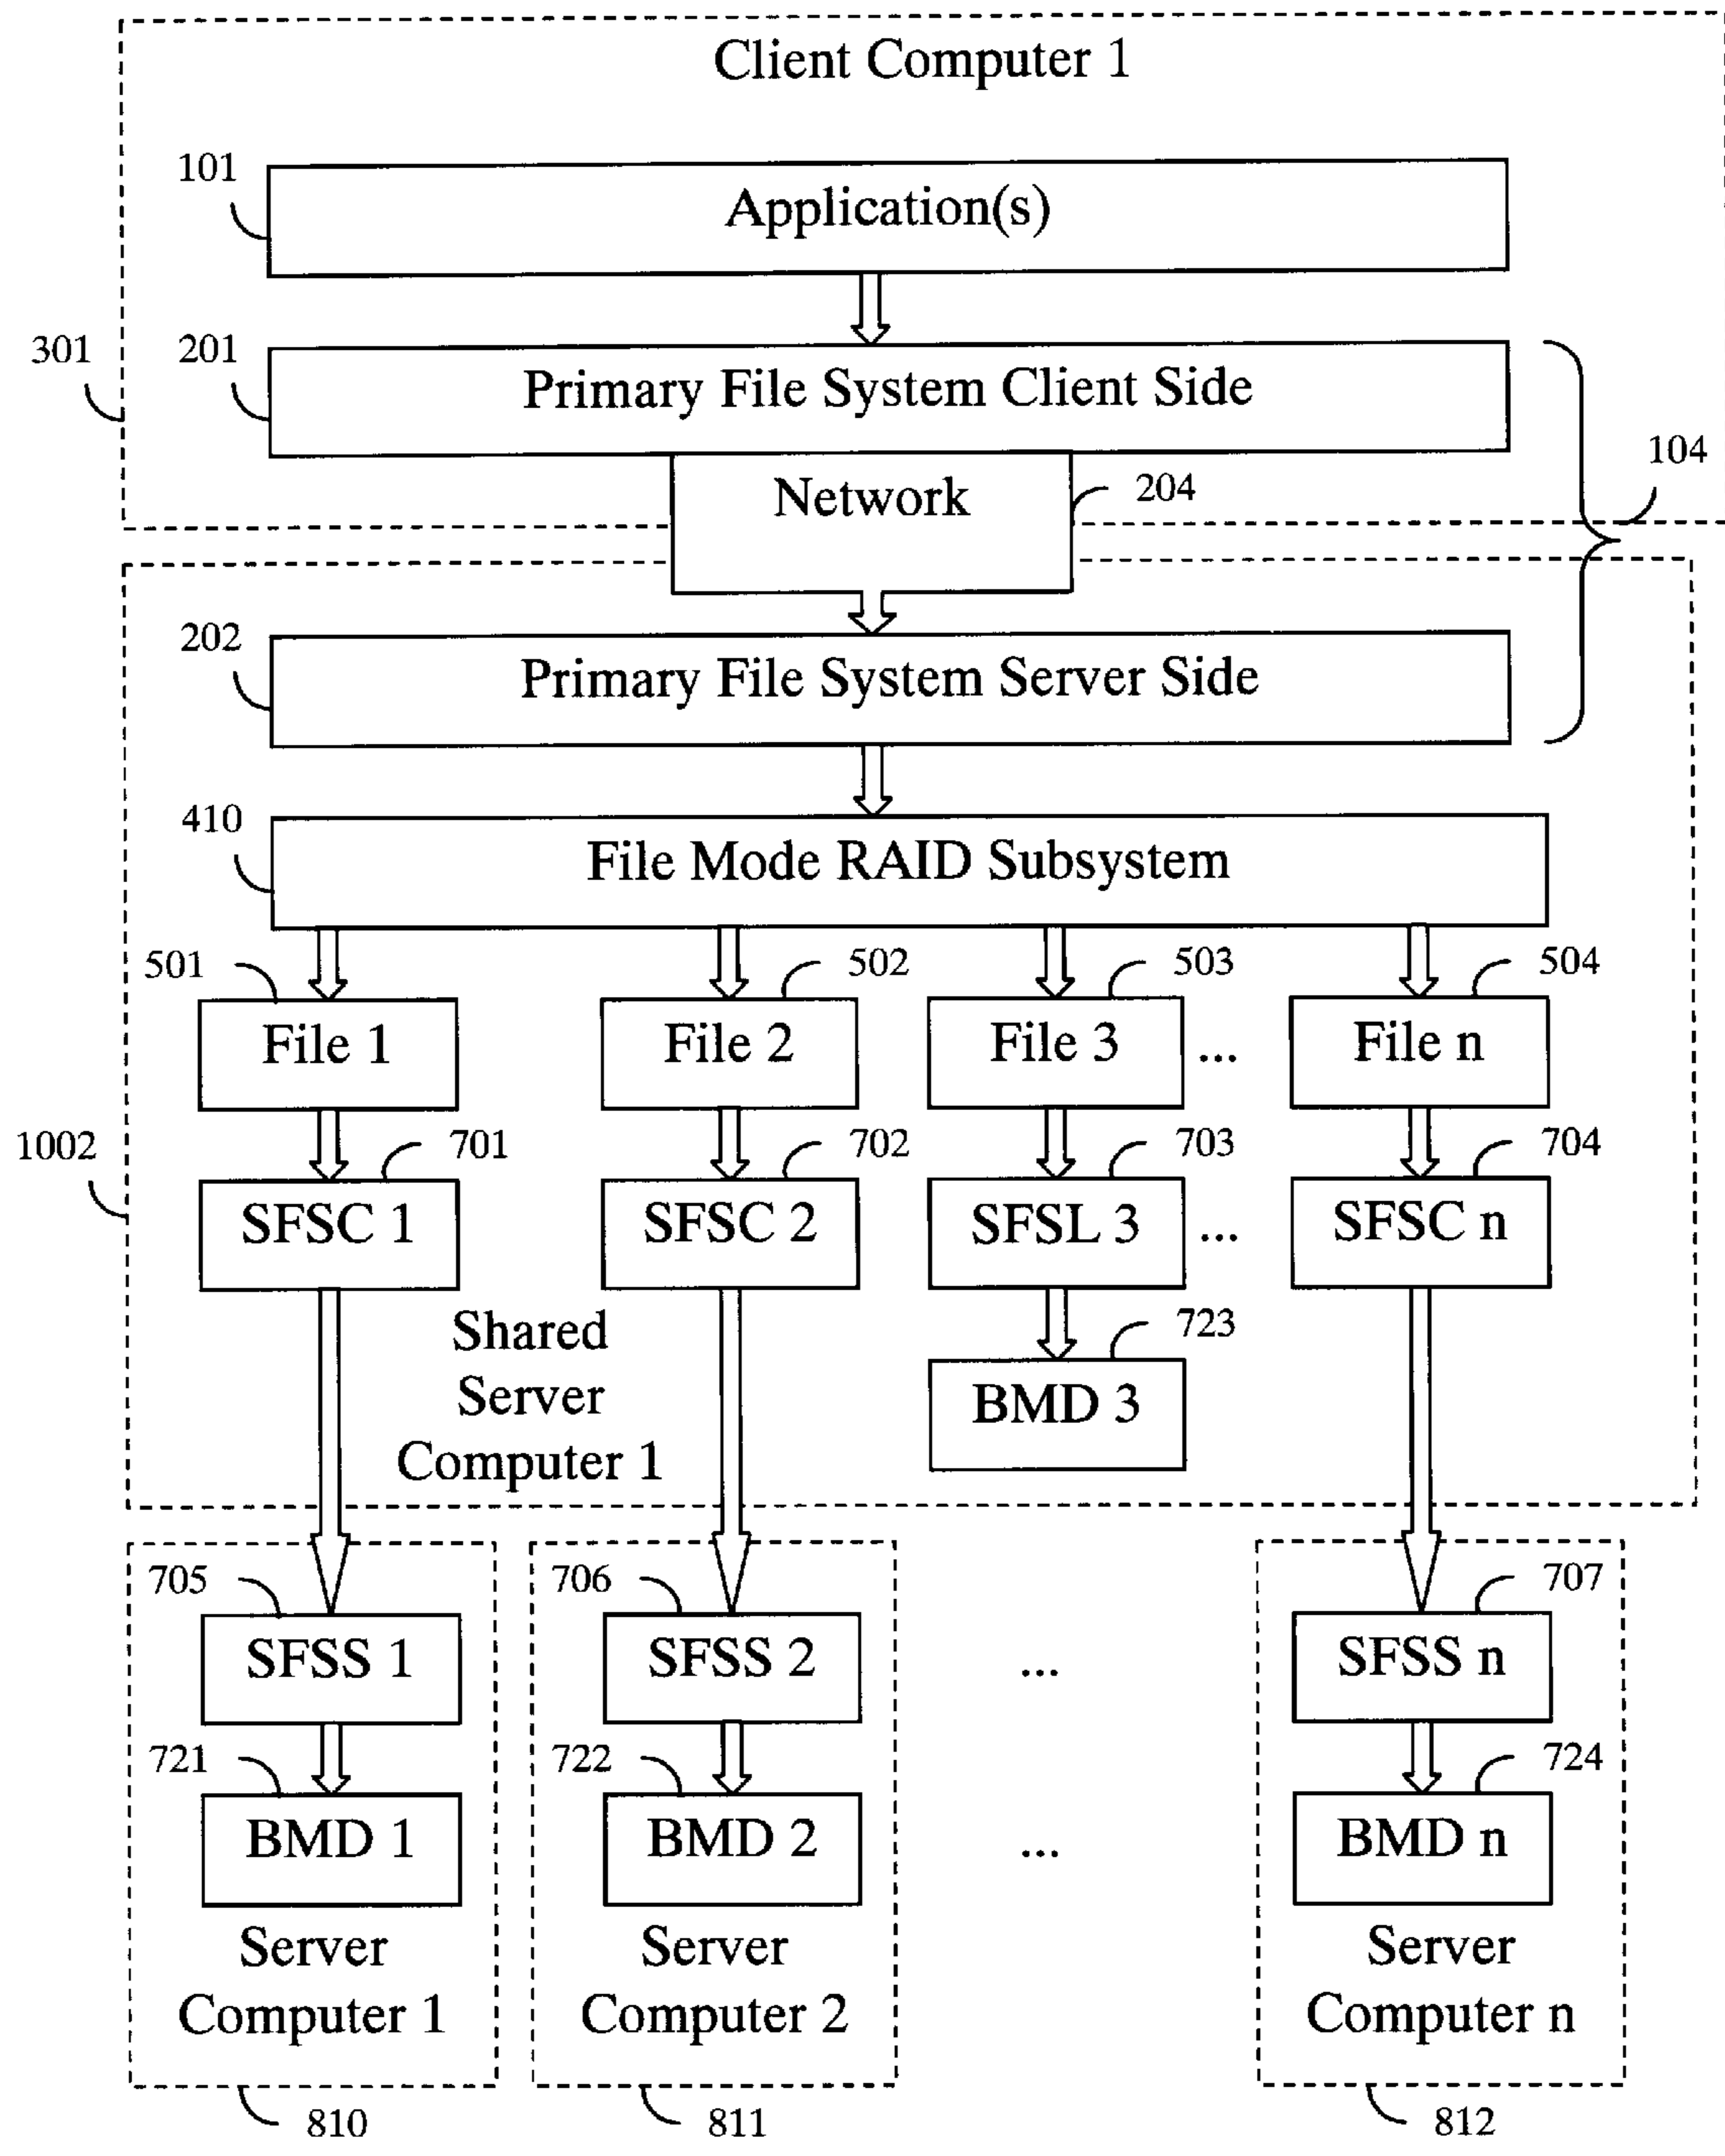 Client Computer 1
101
Application(s)
301
201
Primary File System Client Side
104
Network
204
202
Primary File System Server Side
410
File Mode RAID Subsystem
501
502
503
504
File 1
File 2
File 3
...
File n
1002
701
702
703
704
SFSC 1
SFSC 2
SFSL 3
...
SFSC n
Shared
Server
Computer 1
723
BMD 3
705
706
707
SFSS 1
SFSS 2
...
SFSS n
721
722
724
BMD 1
BMD 2
...
BMD n
Server
Computer 1
Server
Computer 2
Server
Computer n
810
811
812